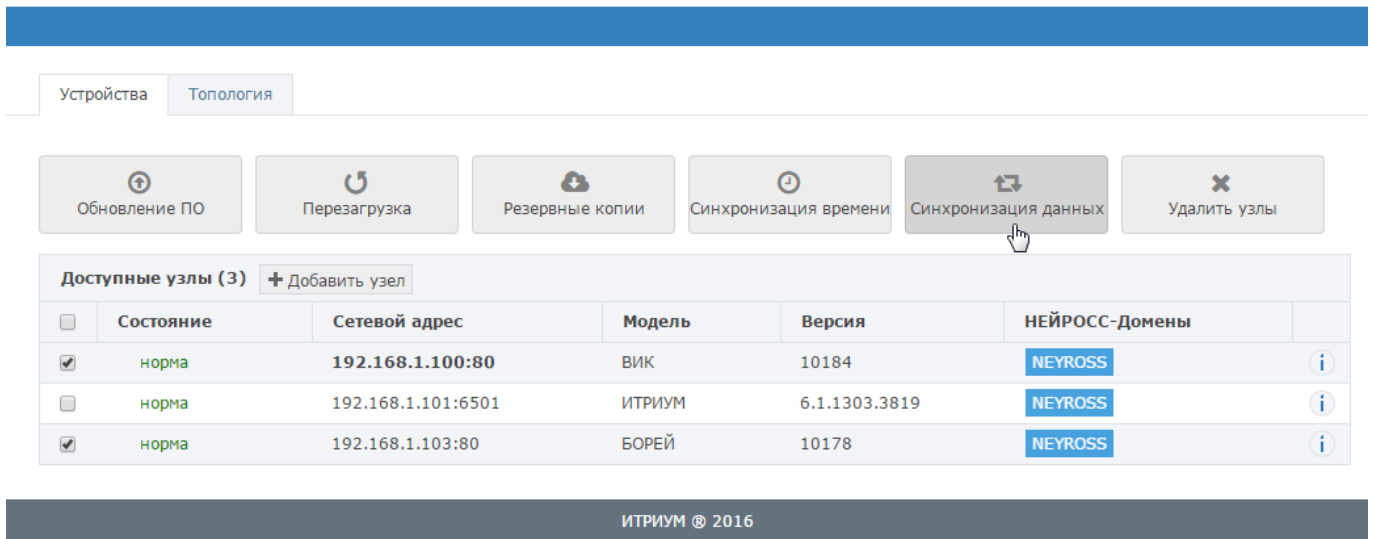 Устройства Топология
Обновление ПО Перезагрузка Резервные копии Синхронизация времени Синхронизация данных Удалить узлы
Доступные узлы (3) + Добавить узел
Состояние Сетевой адрес Модель Версия НЕЙРОСС-Домены
норма 192.168.1.100:80 ВИК 10184 NEYROSS i
норма 192.168.1.101:6501 ИТРИУМ 6.1.1303.3819 NEYROSS i
норма 192.168.1.103:80 БОРЕЙ 10178 NEYROSS i
ИТРИУМ ® 2016